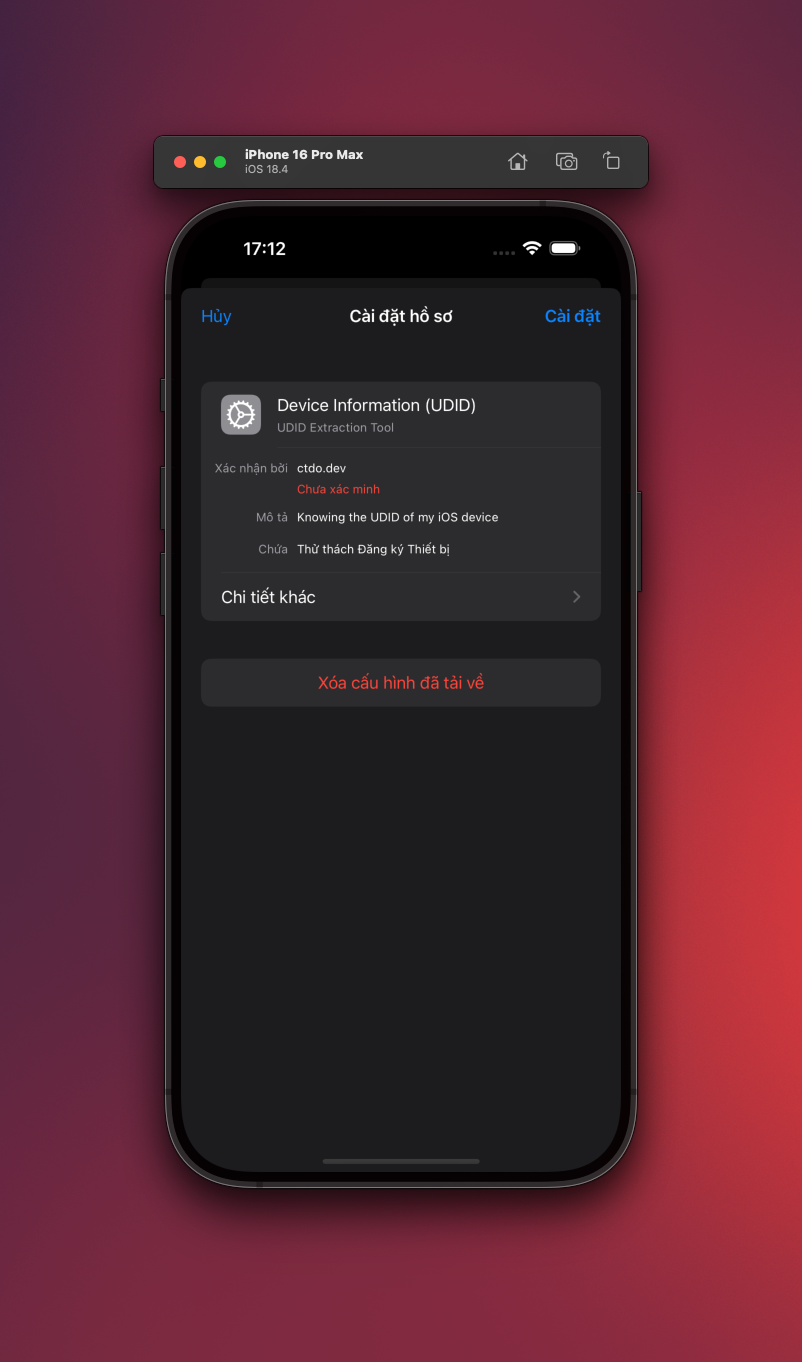 iPhone 16 Pro Max
iOS 18.4
17:12
Hủy Cài đặt hồ sơ Cài đặt
Device Information (UDID)
UDID Extraction Tool
Xác nhận bởi ctdo.dev
Chưa xác minh
Mô tả Knowing the UDID of my iOS device
Chứa Thử thách Đăng ký Thiết bị
Chi tiết khác
Xóa cấu hình đã tải về